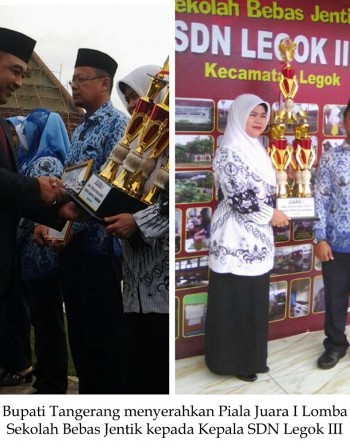 Sekolah Bebas Jentik
SDN LEGOK III
Kecamatan Legok
JUARA I
Bupati Tangerang menyerahkan Piala Juara I Lomba
Sekolah Bebas Jentik kepada Kepala SDN Legok III